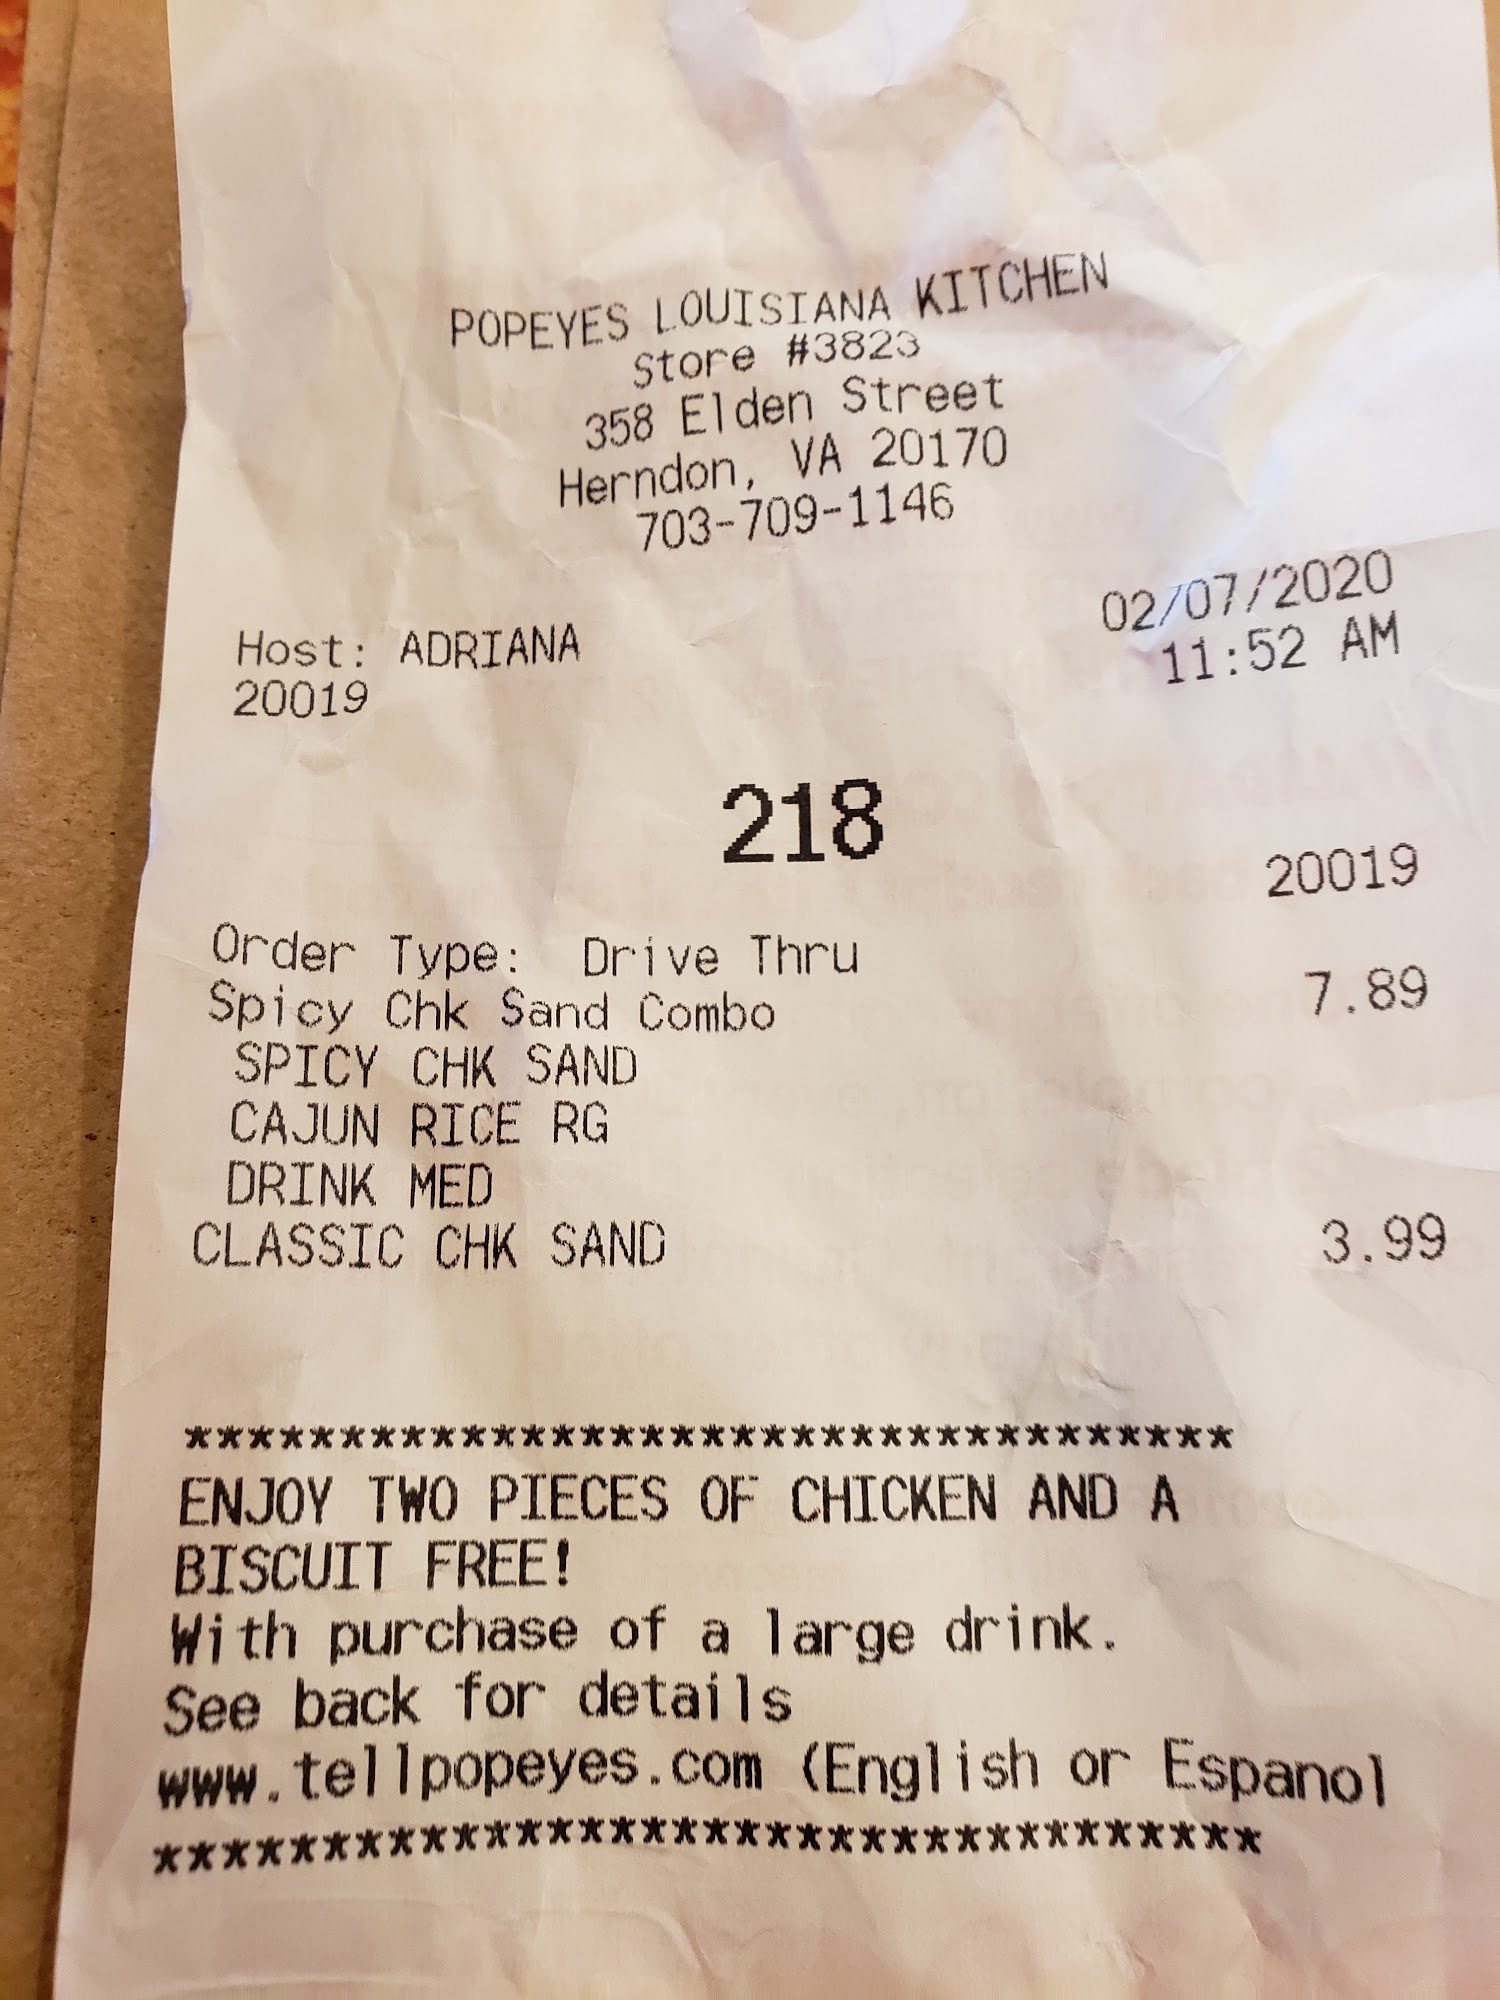 POPEYES LOUISIANA KITCHEN
Store #3823
358 Elden Street
Herndon, VA 20170
703-709-1146
02/07/2020
Host: ADRIANA 11:52 AM
20019
218
20019
Order Type: Drive Thru
Spicy Chk Sand Combo 7.89
SPICY CHK SAND
CAJUN RICE RG
DRINK MED
CLASSIC CHK SAND 3.99
***********************************
ENJOY TWO PIECES OF CHICKEN AND A
BISCUIT FREE!
With purchase of a large drink.
See back for details
www.tellpopeyes.com (English or Espanol
***********************************